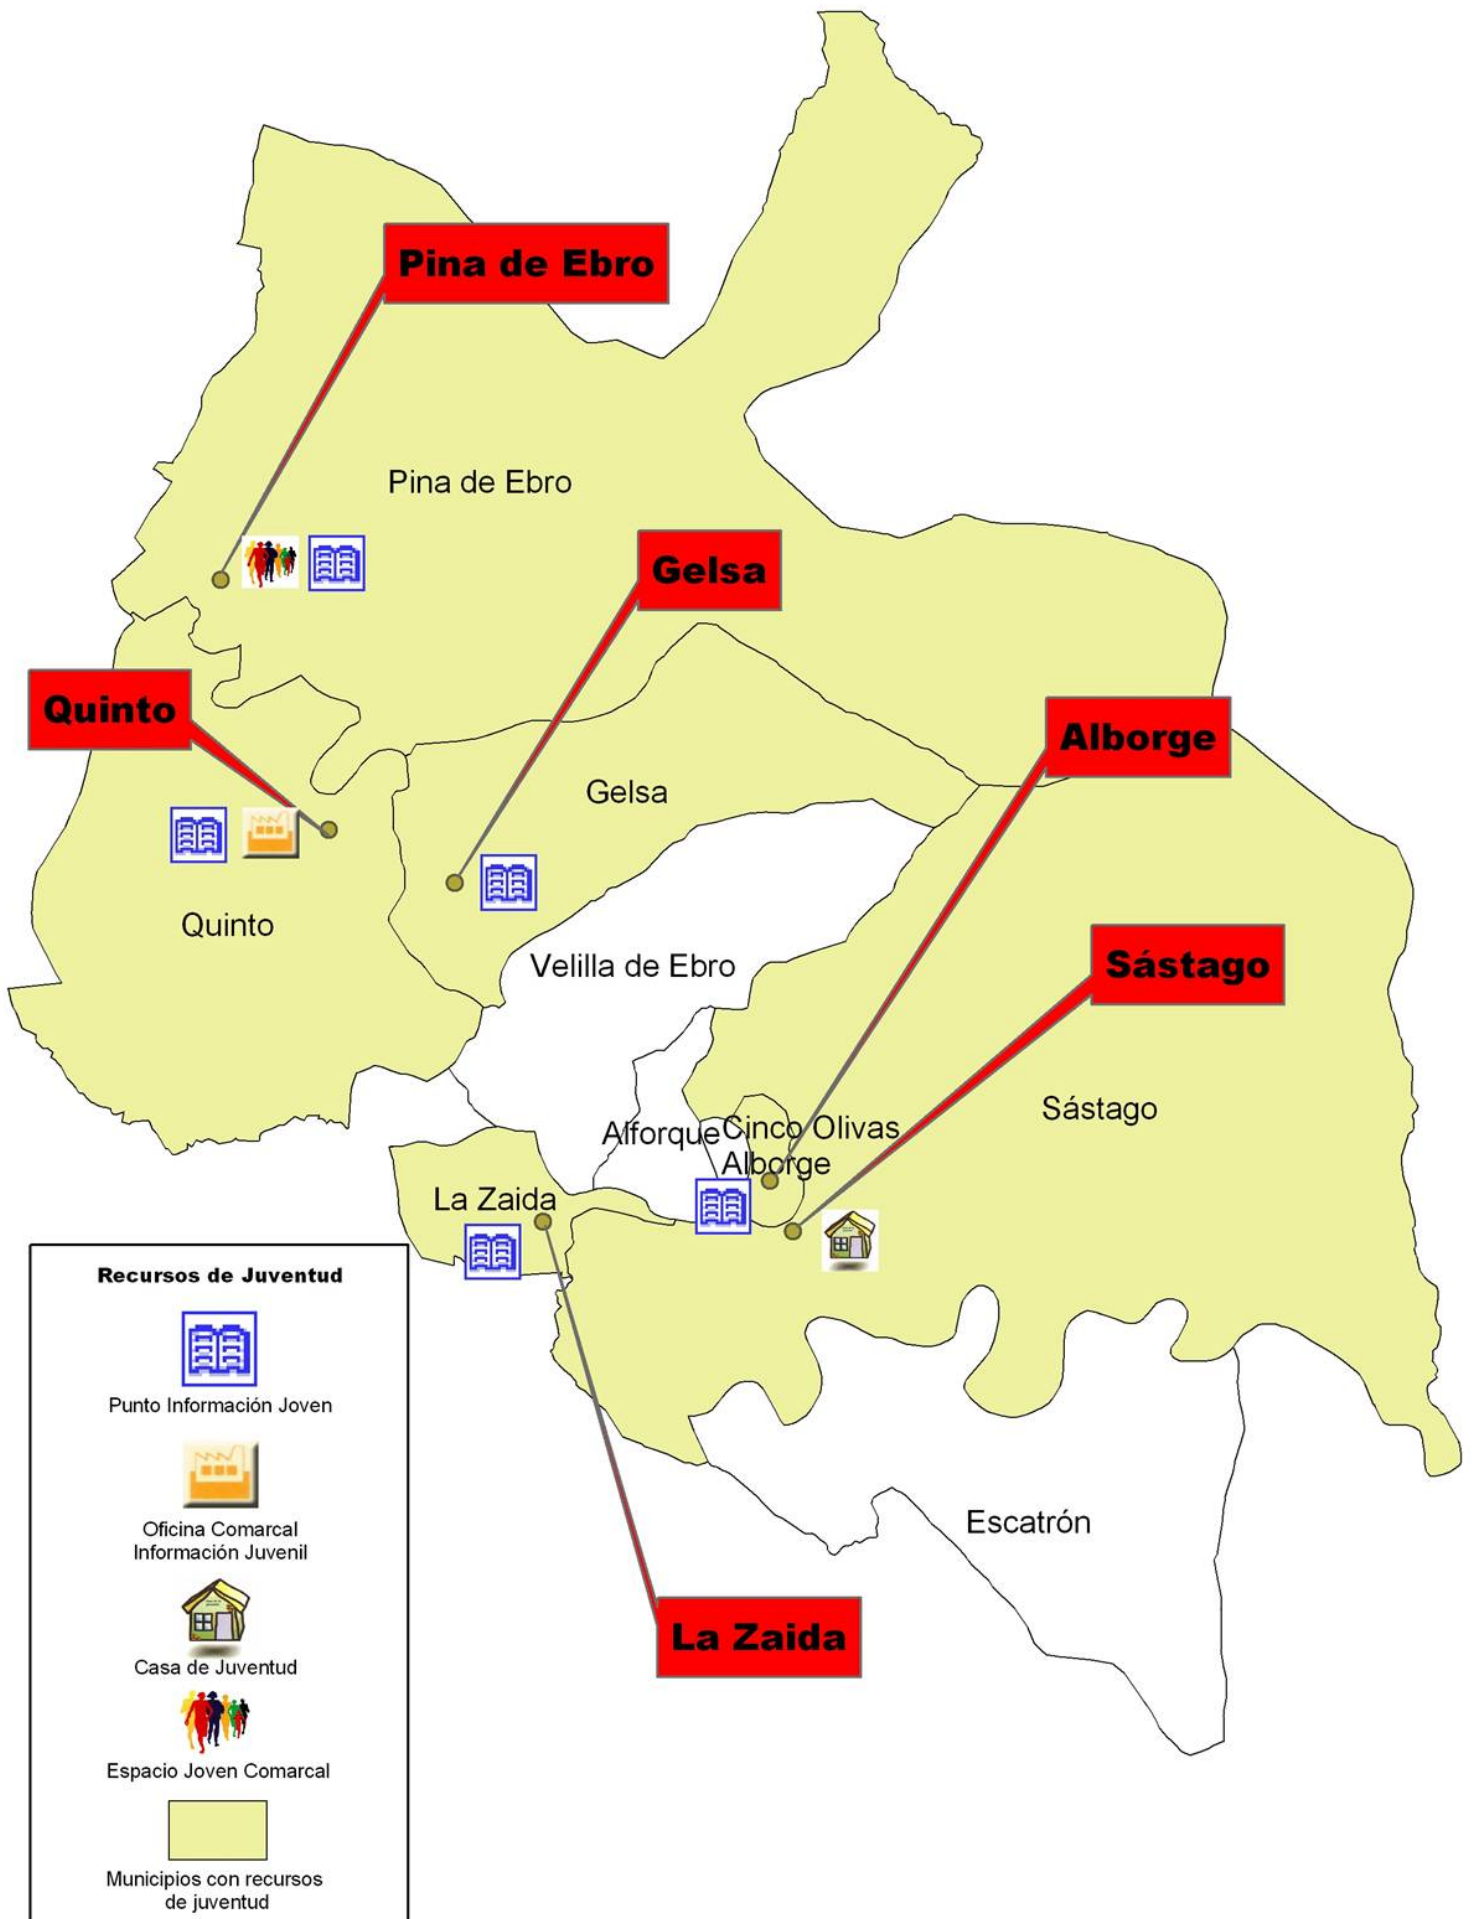 Pina de Ebro
Pina de Ebro
Gelsa
Quinto
Alborge
Gelsa
Quinto
Sástago
Velilla de Ebro
Sástago
Alforque
Cinco Olivas
Alborge
La Zaida
Recursos de Juventud
Punto Información Joven
Oficina Comarcal
Información Juvenil
Casa de Juventud
Espacio Joven Comarcal
Municipios con recursos
de juventud
Escatrón
La Zaida